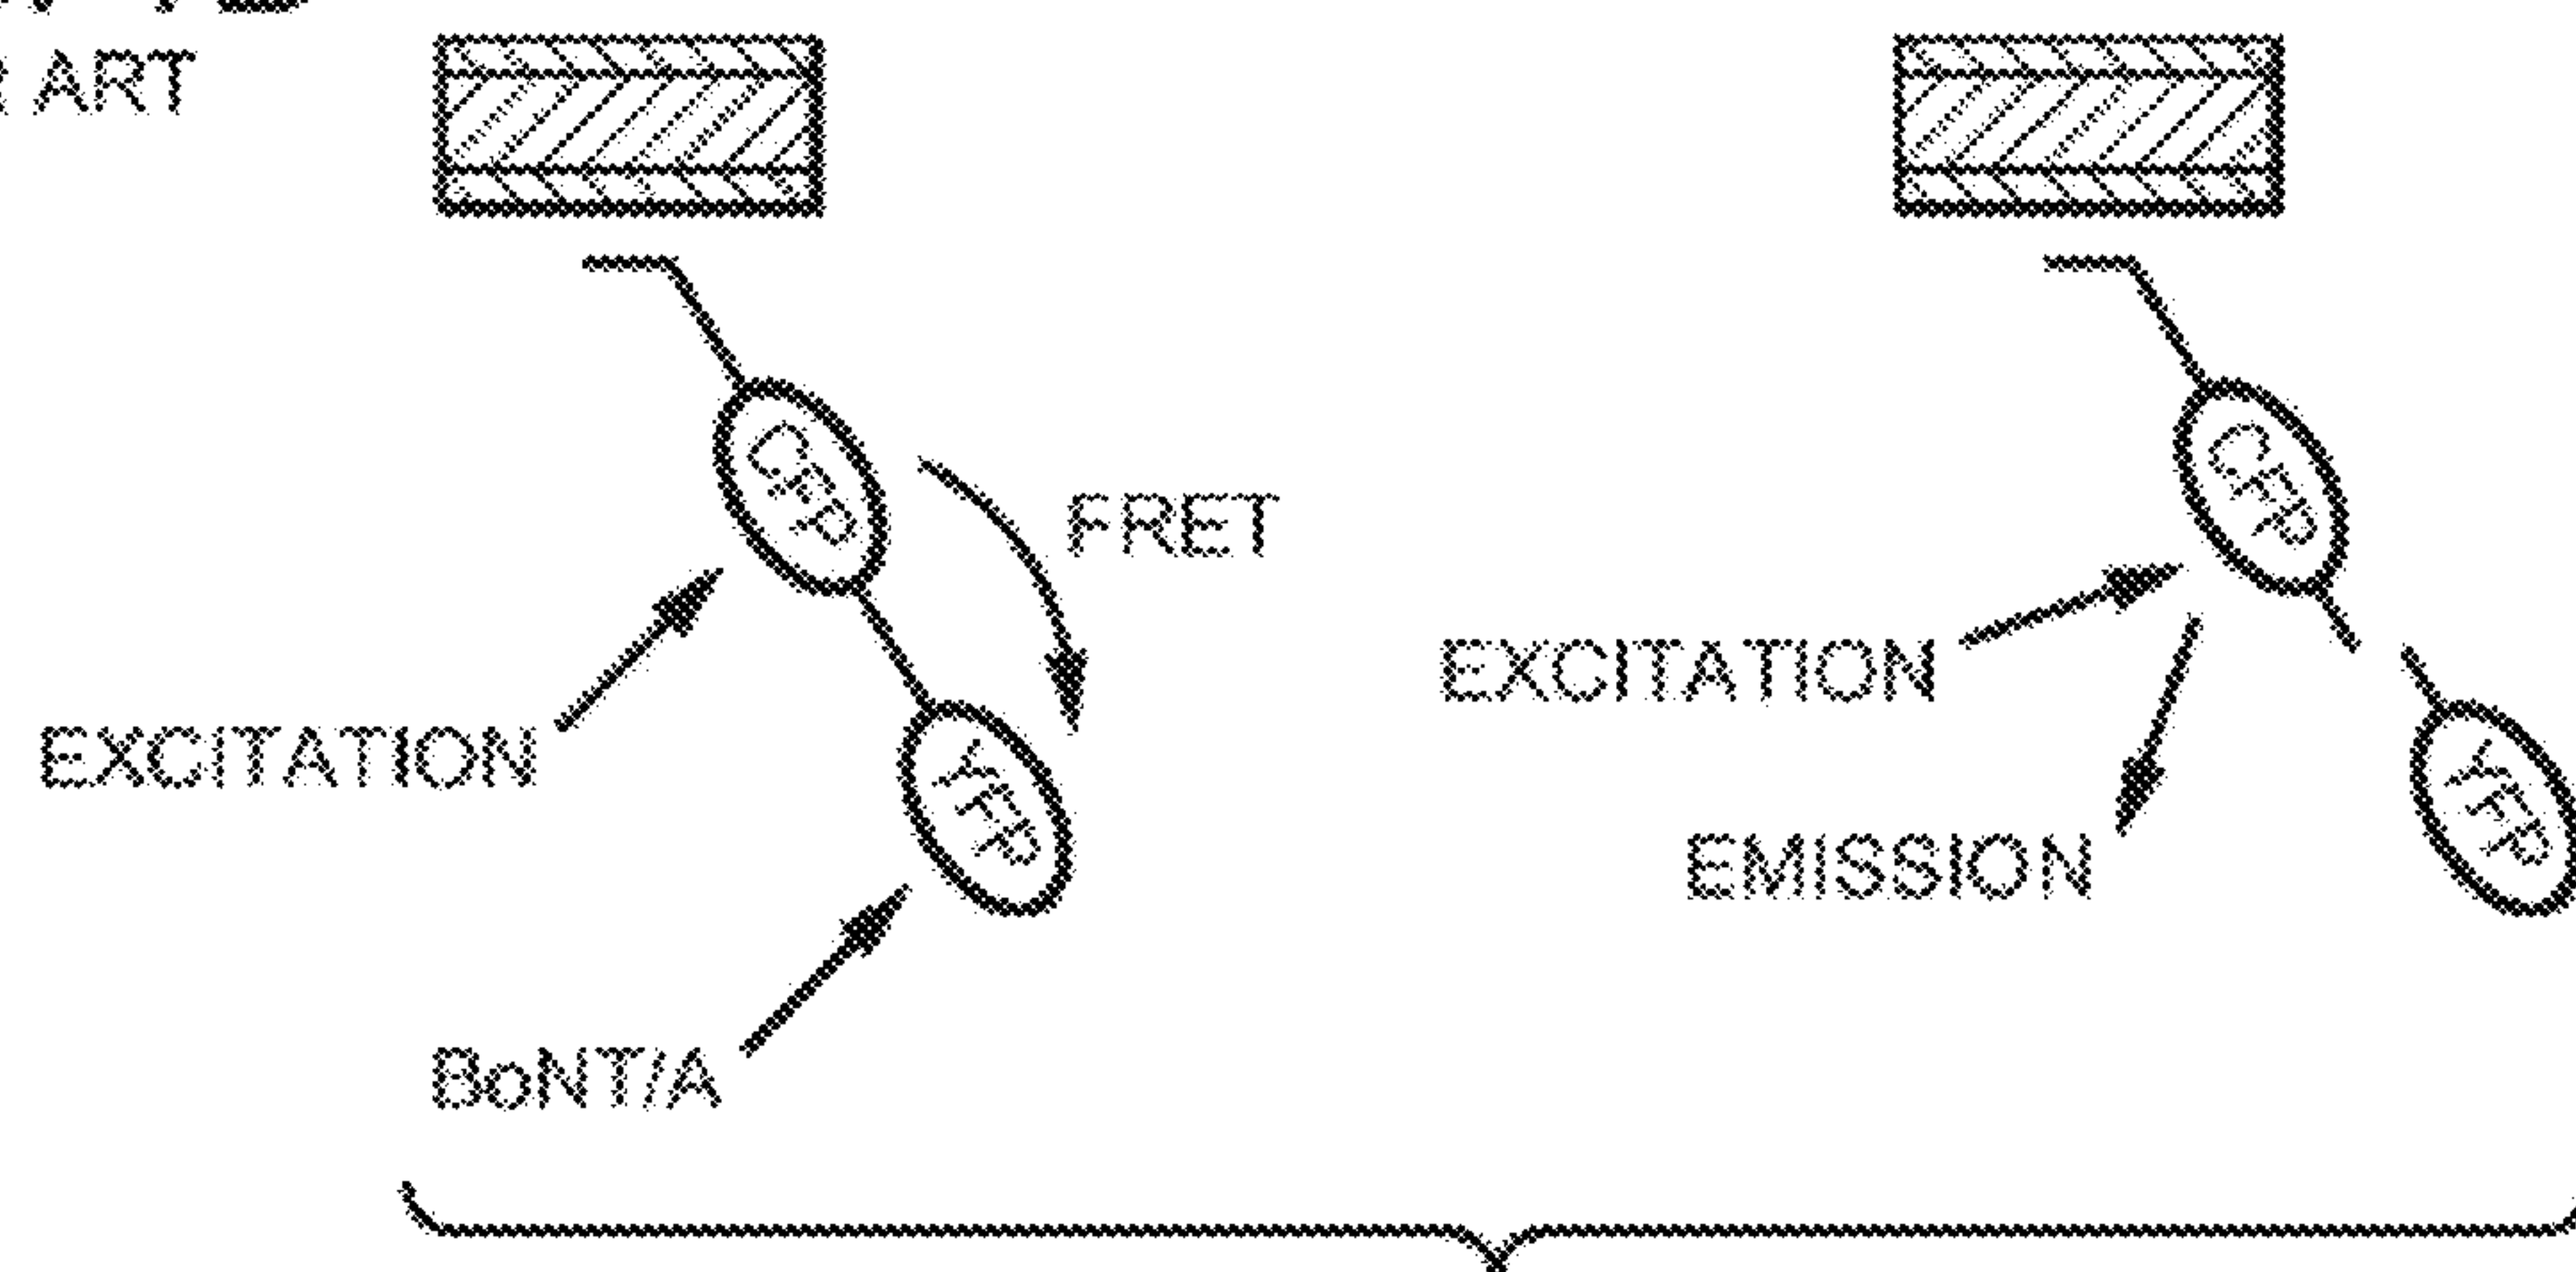 ART
CFP
FRET
EXCITATION
YFP
BoNT/A
CFP
EXCITATION
EMISSION
YFP